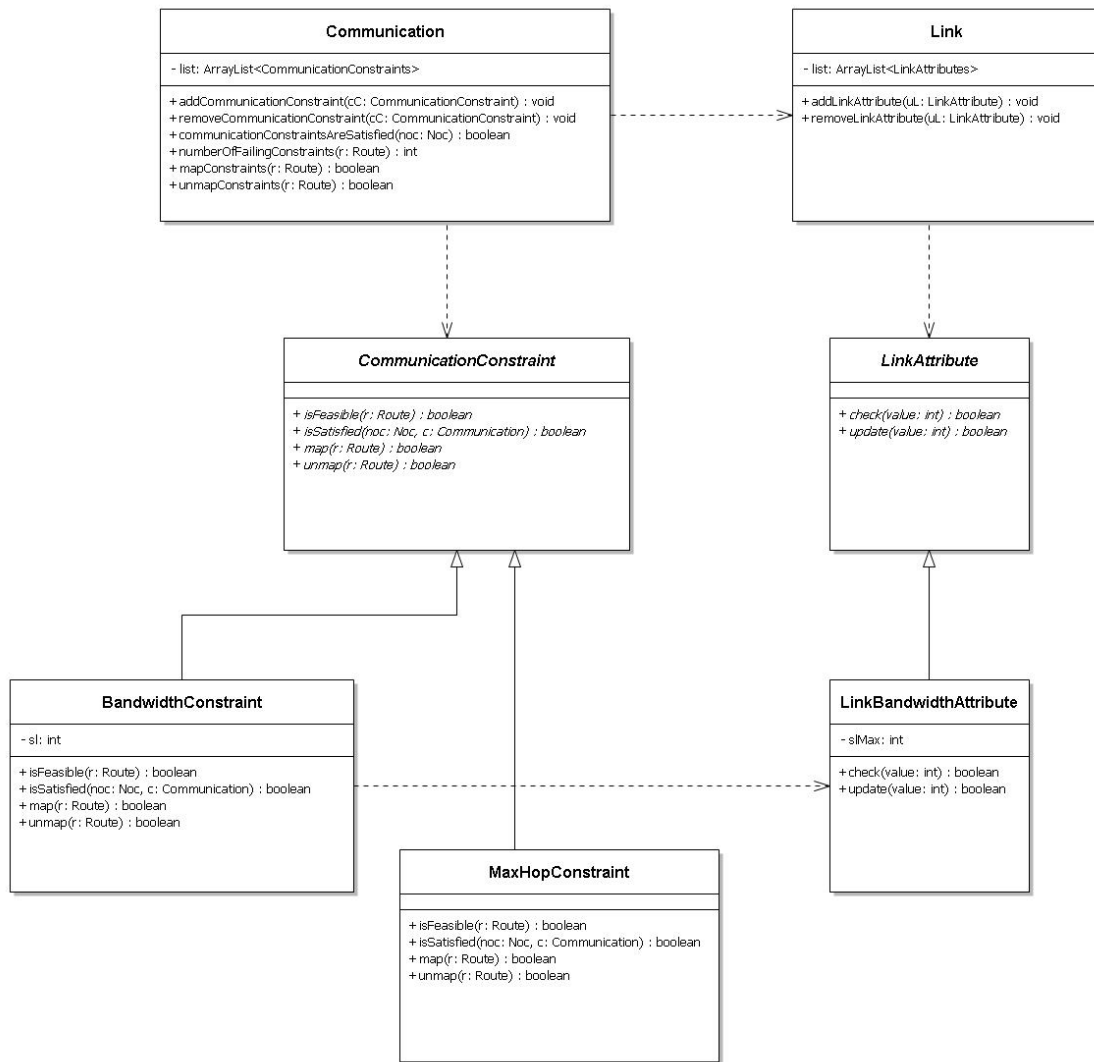 Communication
- list: ArrayList<CommunicationConstraints>
+ addCommunicationConstraint(cC: CommunicationConstraint) : void
+ removeCommunicationConstraint(cC: CommunicationConstraint) : void
+ communicationConstraintsAreSatisfied(noc: Noc) : boolean
+ numberOfFailingConstraints(r: Route) : int
+ mapConstraints(r: Route) : boolean
+ unmapConstraints(r: Route) : boolean
Link
- list: ArrayList<LinkAttributes>
+ addLinkAttribute(uL: LinkAttribute) : void
+ removeLinkAttribute(uL: LinkAttribute) : void
CommunicationConstraint
+ isFeasible(r: Route) : boolean
+ isSatisfied(noc: Noc, c: Communication) : boolean
+ map(r: Route) : boolean
+ unmap(r: Route) : boolean
LinkAttribute
+ check(value: int) : boolean
+ update(value: int) : boolean
BandwidthConstraint
- sl: int
+ isFeasible(r: Route) : boolean
+ isSatisfied(noc: Noc, c: Communication) : boolean
+ map(r: Route) : boolean
+ unmap(r: Route) : boolean
LinkBandwidthAttribute
- slMax: int
+ check(value: int) : boolean
+ update(value: int) : boolean
MaxHopConstraint
+ isFeasible(r: Route) : boolean
+ isSatisfied(noc: Noc, c: Communication) : boolean
+ map(r: Route) : boolean
+ unmap(r: Route) : boolean